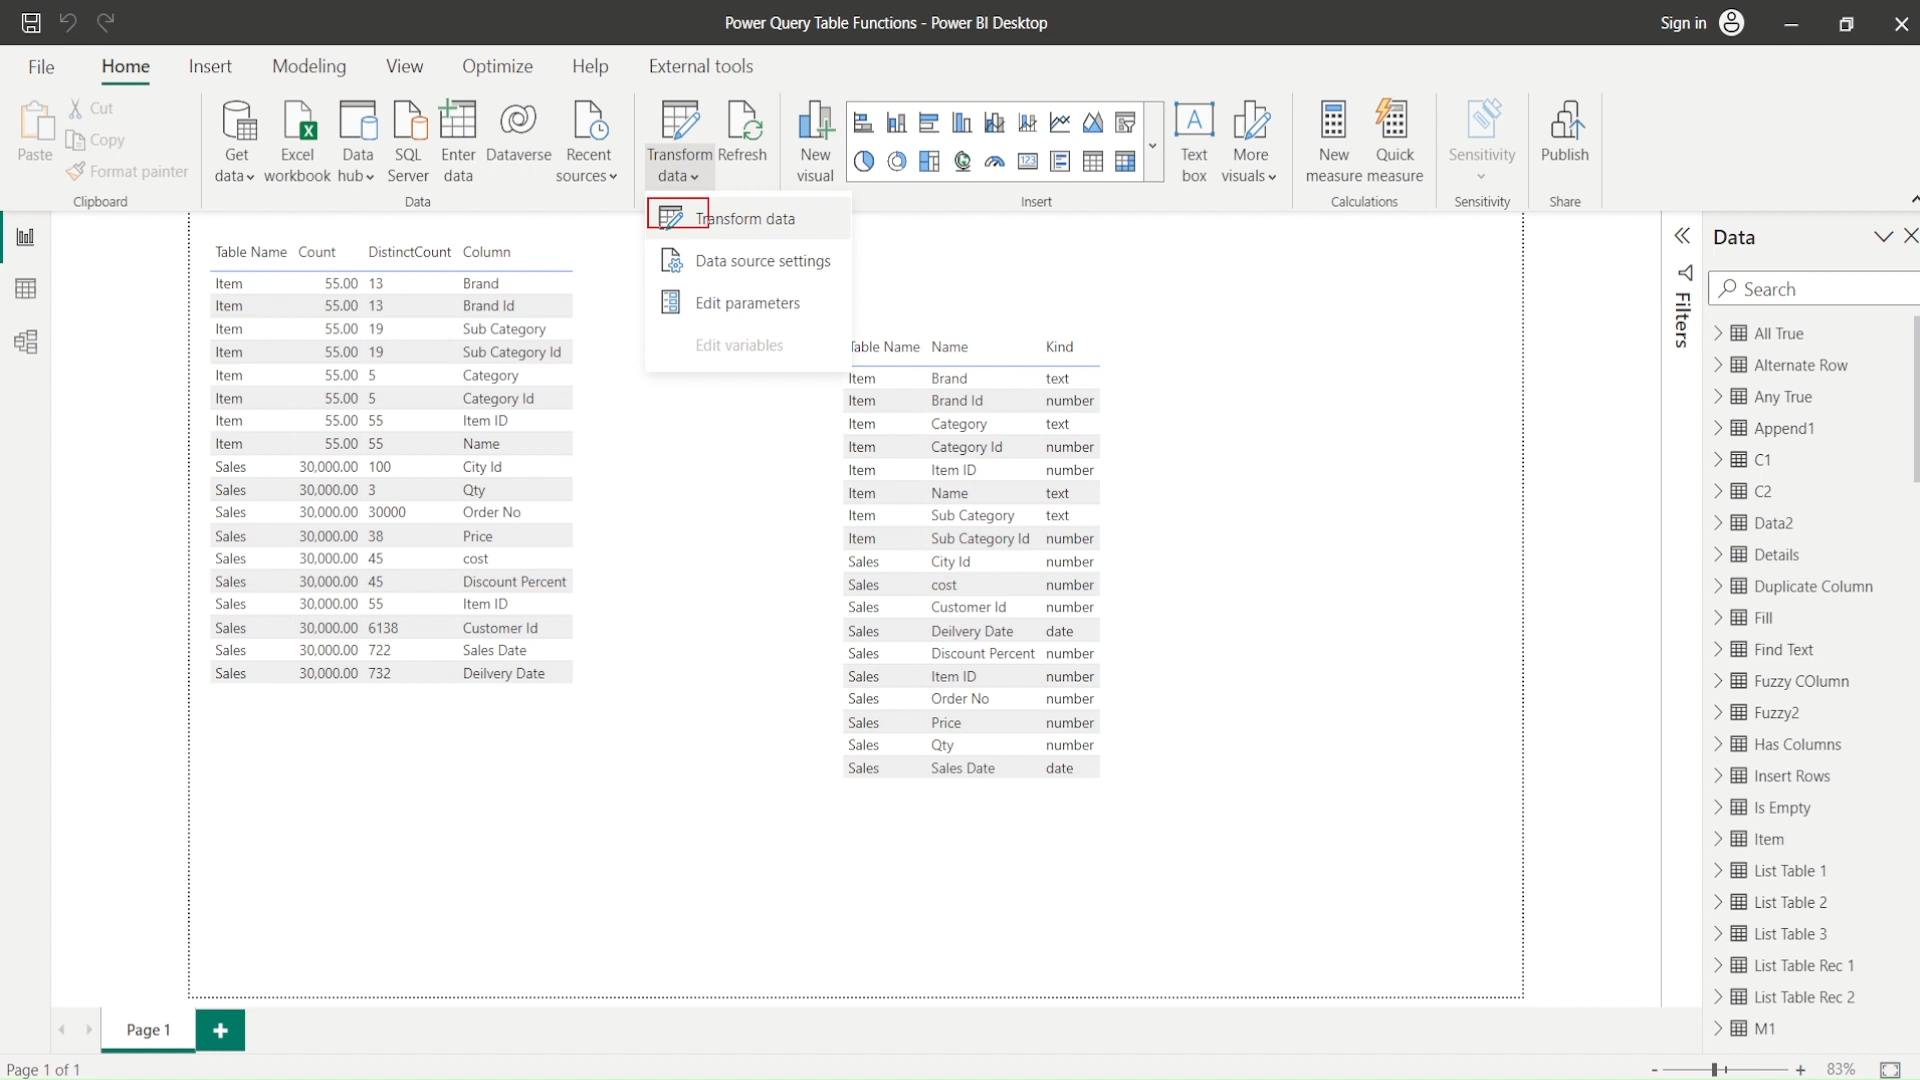 Power Query Table Functions - Power BI Desktop
Sign in
File Home Insert Modeling View Optimize Help External tools
Paste
Cut
Copy
Format painter
Clipboard
Get data
Excel workbook
Data hub
SQL Server
Enter data
Dataverse
Recent sources
Data
Transform data
Refresh
New visual
Text box
More visuals
Insert
New measure
Quick measure
Calculations
Sensitivity
Sensitivity
Publish
Share
Transform data
Data source settings
Edit parameters
Edit variables
Table Name Count DistinctCount Column
Item 55.00 13 Brand
Item 55.00 13 Brand Id
Item 55.00 19 Sub Category
Item 55.00 19 Sub Category Id
Item 55.00 5 Category
Item 55.00 5 Category Id
Item 55.00 55 Item ID
Item 55.00 55 Name
Sales 30,000.00 100 City Id
Sales 30,000.00 3 Qty
Sales 30,000.00 30000 Order No
Sales 30,000.00 38 Price
Sales 30,000.00 45 cost
Sales 30,000.00 45 Discount Percent
Sales 30,000.00 55 Item ID
Sales 30,000.00 6138 Customer Id
Sales 30,000.00 722 Sales Date
Sales 30,000.00 732 Deilvery Date
Table Name Name Kind
Item Brand text
Item Brand Id number
Item Category text
Item Category Id number
Item Item ID number
Item Name text
Item Sub Category text
Item Sub Category Id number
Sales City Id number
Sales cost number
Sales Customer Id number
Sales Deilvery Date date
Sales Discount Percent number
Sales Item ID number
Sales Order No number
Sales Price number
Sales Qty number
Sales Sales Date date
Filters
Data
Search
All True
Alternate Row
Any True
Append1
C1
C2
Data2
Details
Duplicate Column
Fill
Find Text
Fuzzy COlumn
Fuzzy2
Has Columns
Insert Rows
Is Empty
Item
List Table 1
List Table 2
List Table 3
List Table Rec 1
List Table Rec 2
M1
Page 1
Page 1 of 1
83%